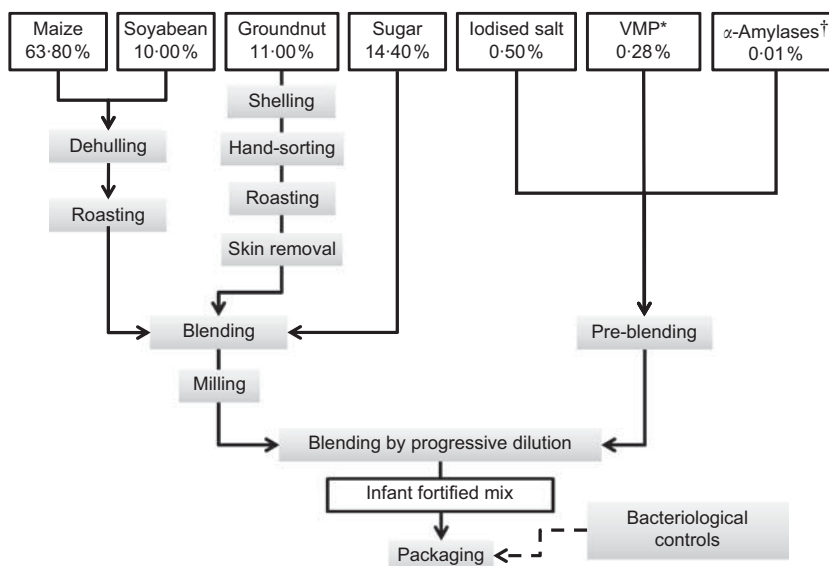 Maize
63·80%
Soyabean
10·00%
Groundnut
11·00%
Sugar
14·40%
Iodised salt
0·50%
VMP*
0·28%
α-Amylases†
0·01%
Shelling
Dehulling
Hand-sorting
Roasting
Roasting
Skin removal
Blending
Pre-blending
Milling
Blending by progressive dilution
Infant fortified mix
Bacteriological
controls
Packaging